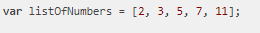 var listOfNumbers = [2, 3, 5, 7, 11];